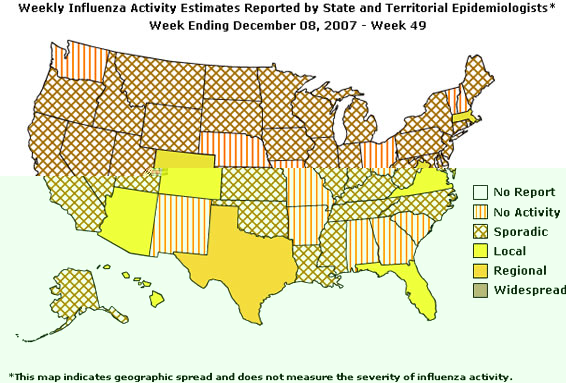 Weekly Influenza Activity Estimates Reported by State and Territorial Epidemiologists*
Week Ending December 08, 2007 - Week 49
No Report
No Activity
Sporadic
Local
Regional
Widespread
*This map indicates geographic spread and does not measure the severity of influenza activity.